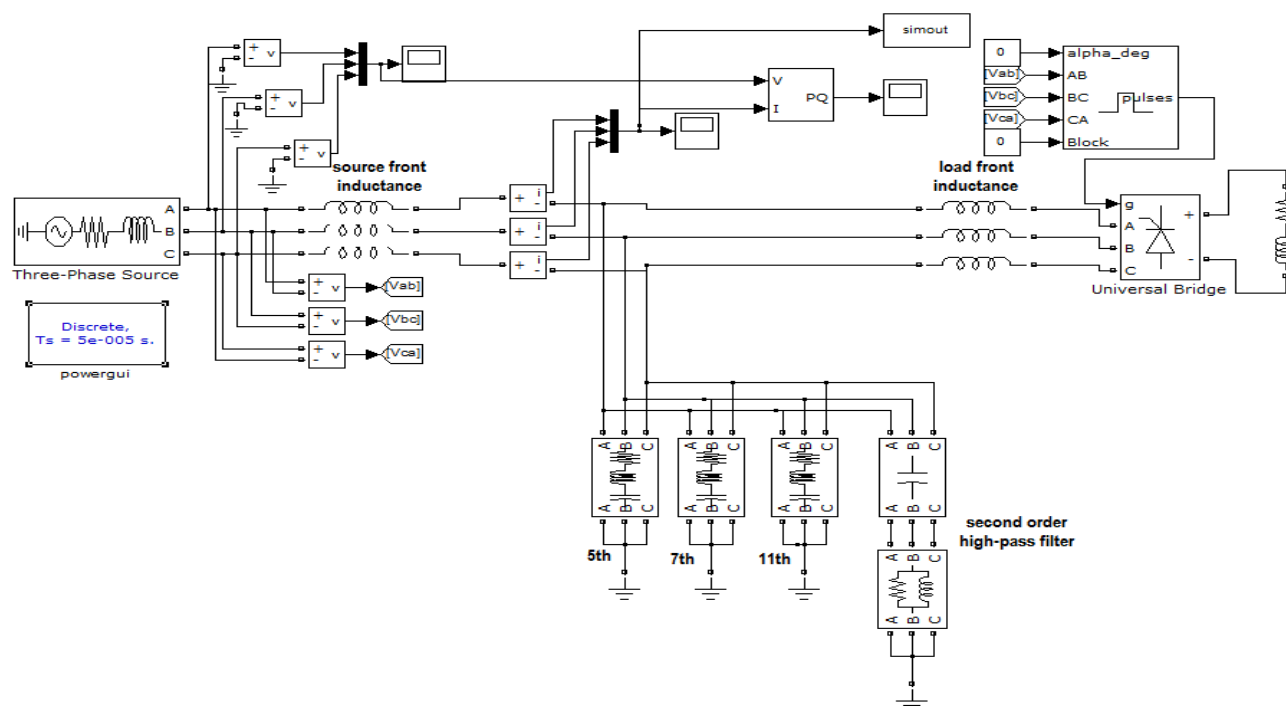 simout
0
alpha_deg
[Vab]
AB
[Vbc]
BC
pulses
[Vca]
CA
0
Block
+
-
v
+
-
v
+
-
v
V
I
PQ
source front
inductance
load front
inductance
A
B
C
Three-Phase Source
+
i
-
+
i
-
+
i
-
g
A
B
C
+
-
Universal Bridge
+
-
v
[Vab]
+
-
v
[Vbc]
+
-
v
[Vca]
Discrete,
Ts = 5e-005 s.
powergui
A B C
A B C
A B C
A B C
A B C
A B C
A B C
A B C
5th
7th
11th
second order
high-pass filter
A B C
A B C